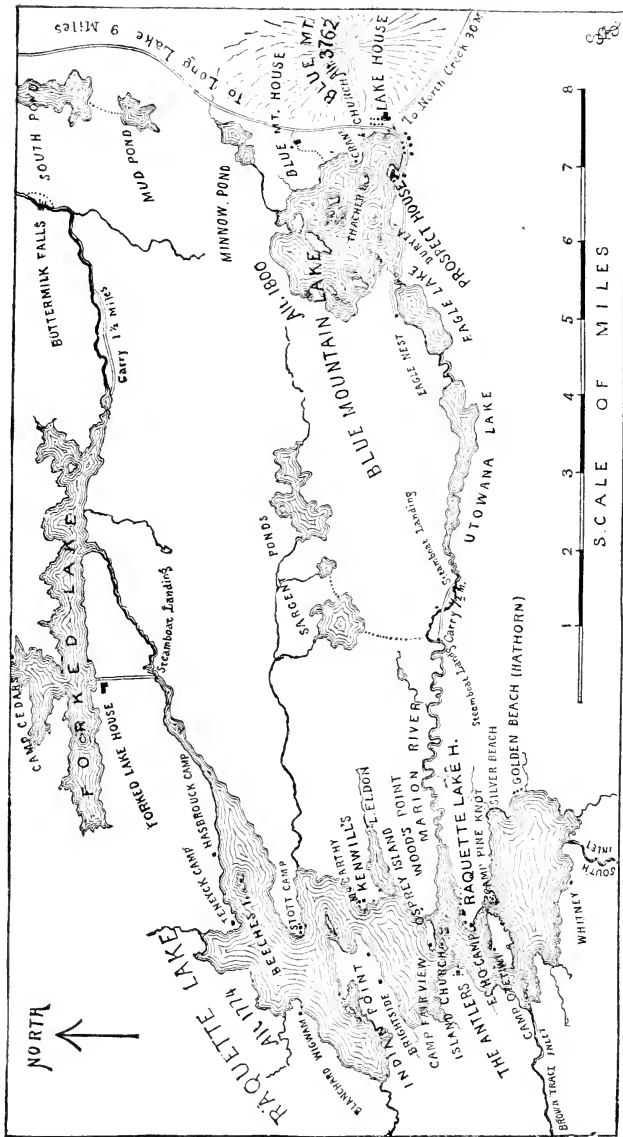 NORTH
RAQUETTE LAKE
Alt. 1774
CAMP CEDARS
FORKED LAKE
FORKED LAKE HOUSE
Steamboat Landing
Carry 1½ Miles
BUTTERMILK FALLS
SOUTH POND
MUD POND
To Long Lake 9 Miles
TENEYCK CAMP
HASBROUCK CAMP
BEECHES I.
STOTT CAMP
BLANCHARD WIGWAMS
INDIAN POINT
BRIGHTSIDE
CAMP FAIRVIEW
ISLAND CHURCH
THE ANTLERS
ECHO CAMP
CAMP OTETIWI
BROWN TRACT INLET
McCARTHY
KENWILL'S
L. ELDON
OSPREY ISLAND
WOODS POINT
MARION RIVER
RAQUETTE LAKE H.
CAMP PINE KNOT
SILVER BEACH
GOLDEN BEACH (HATHORN)
SOUTH INLET
WHITNEY
SARGENT PONDS
Steamboat Landg
Carry ½ M.
Steamboat Landing
UTOWANA LAKE
EAGLE NEST
EAGLE LAKE
DURYEA
PROSPECT HOUSE
BLUE MOUNTAIN LAKE
Alt. 1800
MINNOW POND
THACHER
BLUE MT. HOUSE
CHURCH
LAKE HOUSE
BLUE MT.
Alt. 3762
To North Creek 30 M
1 2 3 4 5 6 7 8
SCALE OF MILES